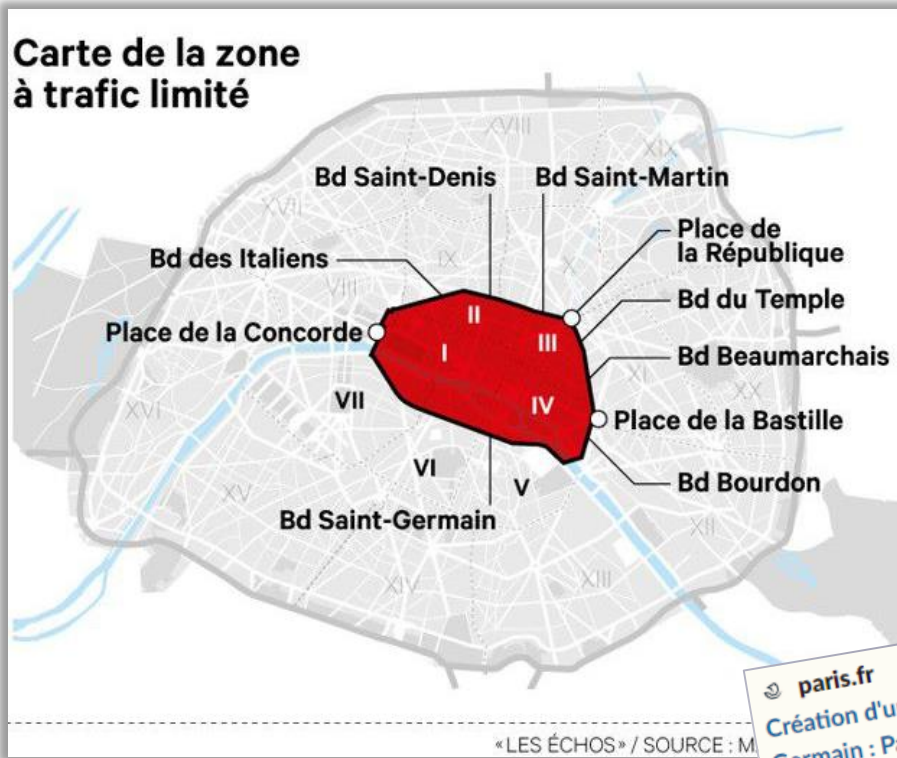 Carte de la zone
à trafic limité
XVIII
XIX
Bd Saint-Denis
Bd Saint-Martin
XVII
Place de
la République
Bd des Italiens
IX
X
VIII
Bd du Temple
II
Place de la Concorde
III
I
Bd Beaumarchais
XI
XX
VII
IV
XVI
Place de la Bastille
VI
V
Bd Bourdon
XV
Bd Saint-Germain
XII
XIV
XIII
paris.fr
Création d'u
Germain : Pa
«LES ÉCHOS» / SOURCE : M